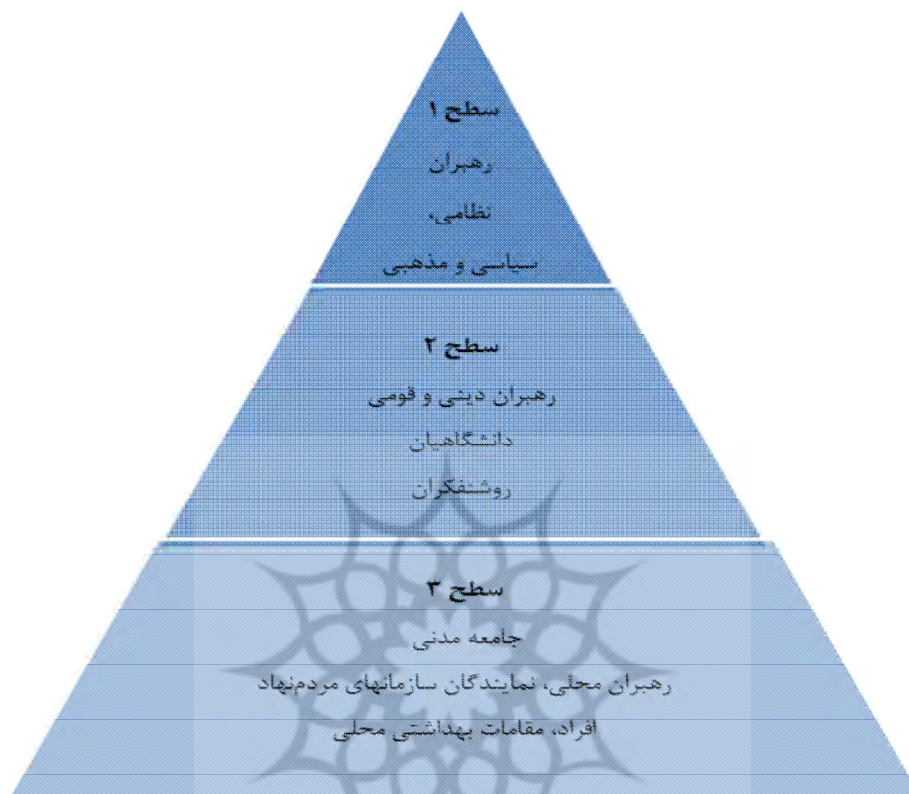 سطح ۱
رهبران
نظامی،
سیاسی و مذهبی
سطح ۲
رهبران دینی و قومی
دانشگاهیان
روشنفکران
سطح ۳
جامعه مدنی
رهبران محلی، نمایندگان سازمانهای مردم‌نهاد
افراد، مقامات بهداشتی محلی